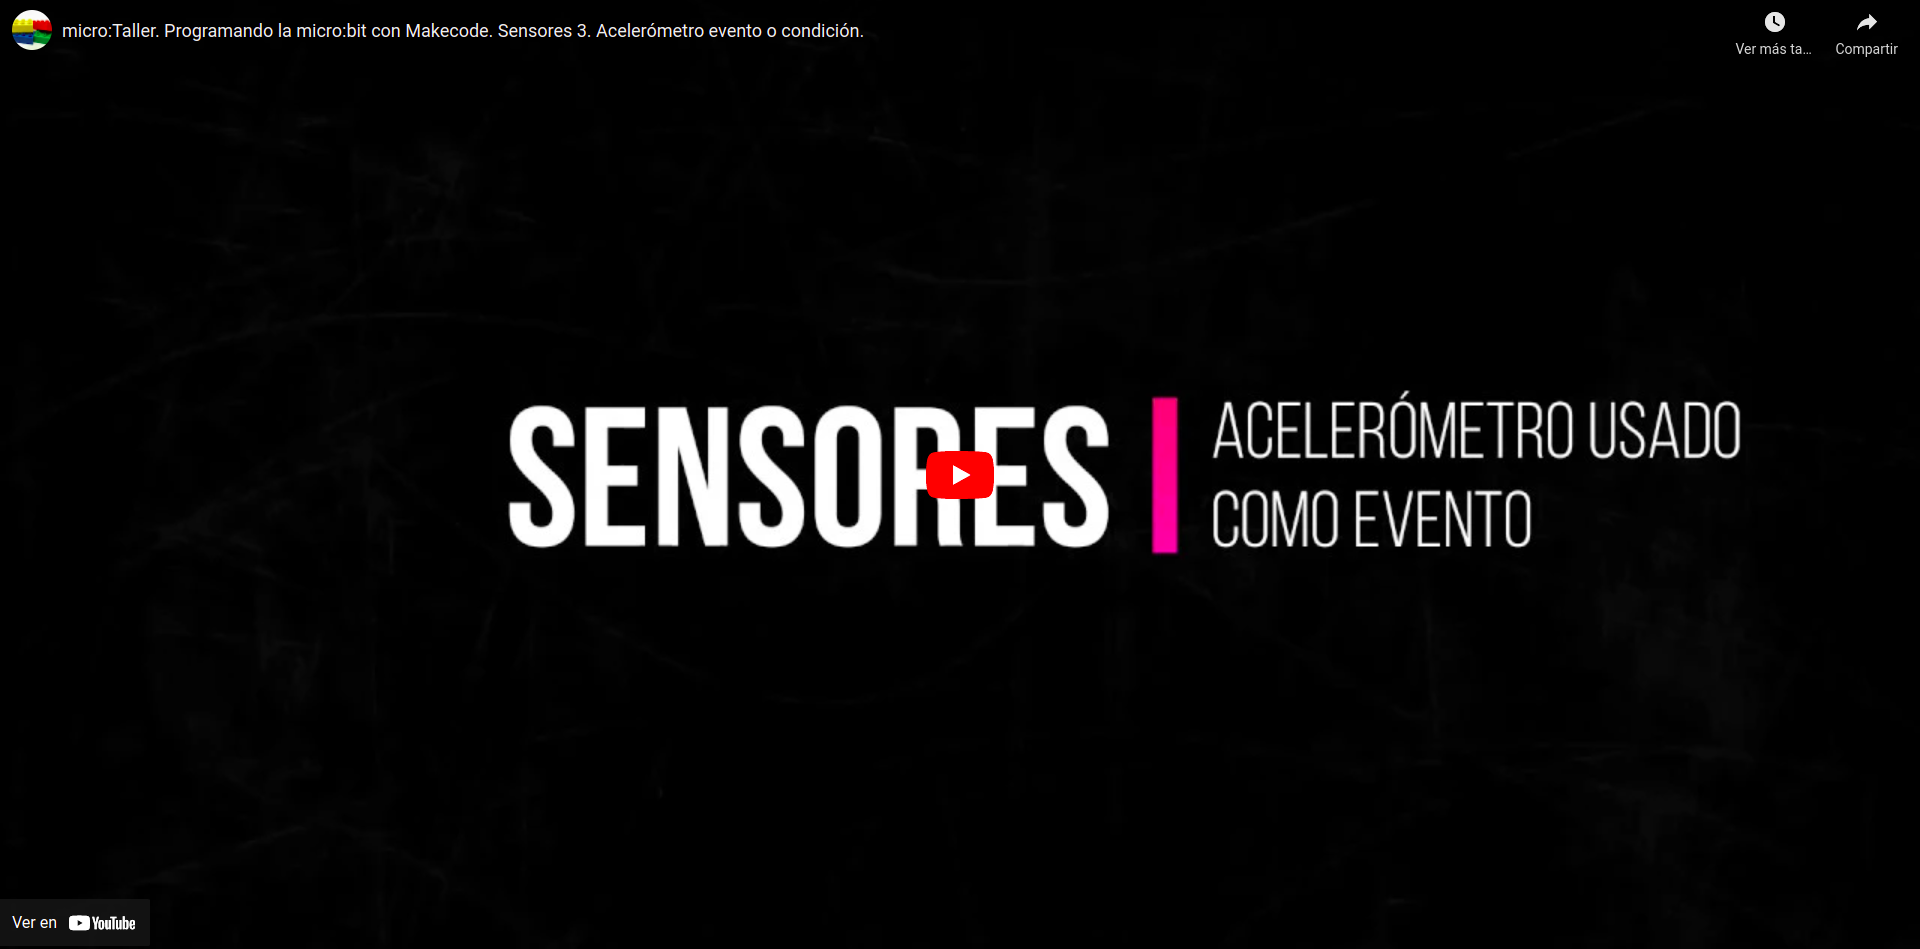 micro:Taller. Programando la micro:bit con Makecode. Sensores 3. Acelerómetro evento o condición.
Ver más ta...
Compartir
SENSORES
ACELERÓMETRO USADO
COMO EVENTO
Ver en YouTube